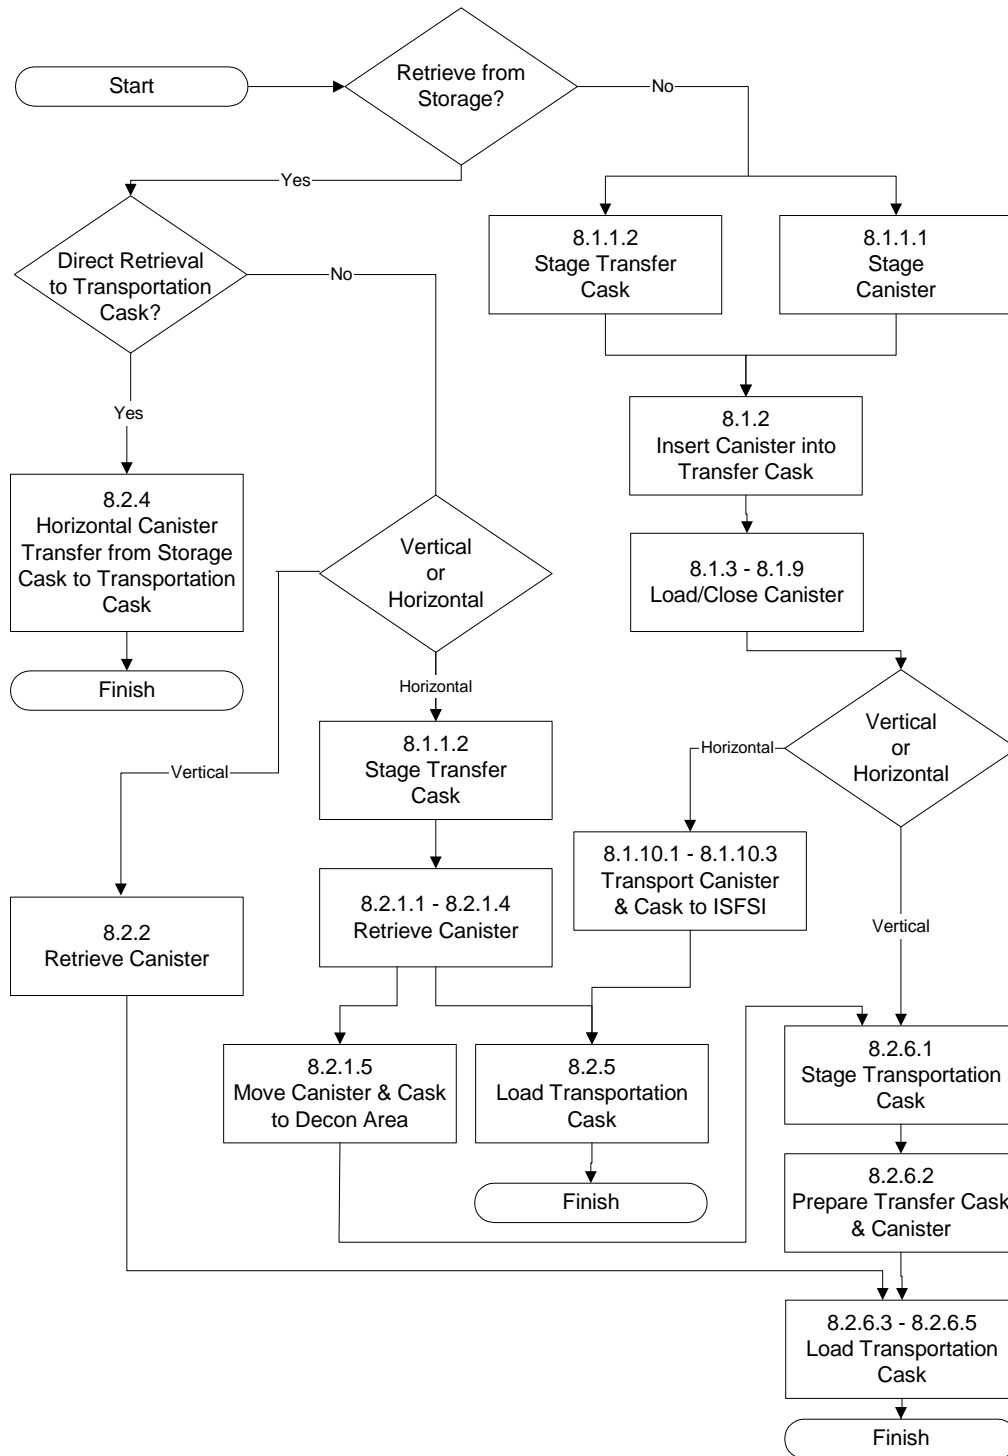 Start
Retrieve from
Storage?
No
Yes
Direct Retrieval
to Transportation
Cask?
No
8.1.1.2
Stage Transfer
Cask
8.1.1.1
Stage
Canister
Yes
8.1.2
Insert Canister into
Transfer Cask
8.2.4
Horizontal Canister
Transfer from Storage
Cask to Transportation
Cask
Vertical
or
Horizontal
8.1.3 - 8.1.9
Load/Close Canister
Finish
Horizontal
Vertical
or
Horizontal
Horizontal
Vertical
8.1.1.2
Stage Transfer
Cask
8.1.10.1 - 8.1.10.3
Transport Canister
& Cask to ISFSI
8.2.2
Retrieve Canister
8.2.1.1 - 8.2.1.4
Retrieve Canister
Vertical
8.2.1.5
Move Canister & Cask
to Decon Area
8.2.5
Load Transportation
Cask
8.2.6.1
Stage Transportation
Cask
Finish
8.2.6.2
Prepare Transfer Cask
& Canister
8.2.6.3 - 8.2.6.5
Load Transportation
Cask
Finish